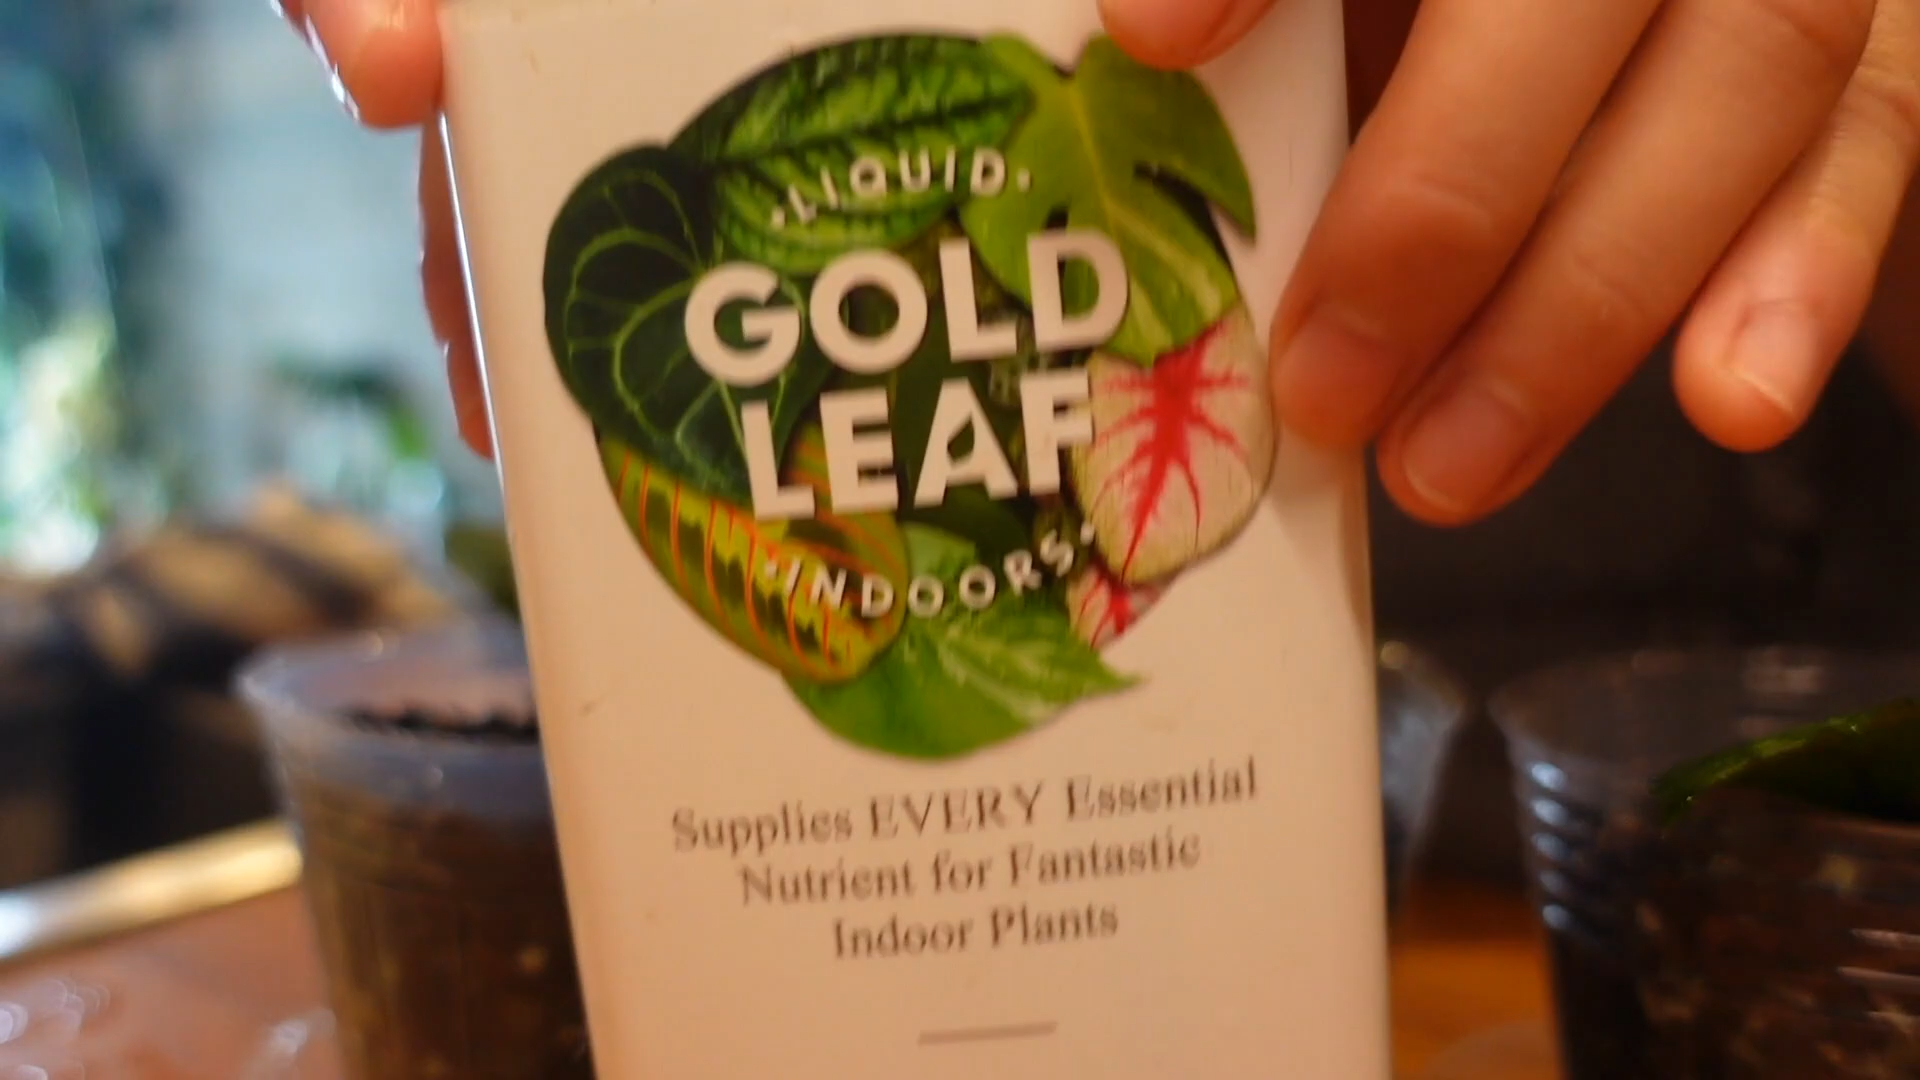 ·LIQUID·
GOLD
LEAF
·INDOORS·
Supplies EVERY Essential
Nutrient for Fantastic
Indoor Plants